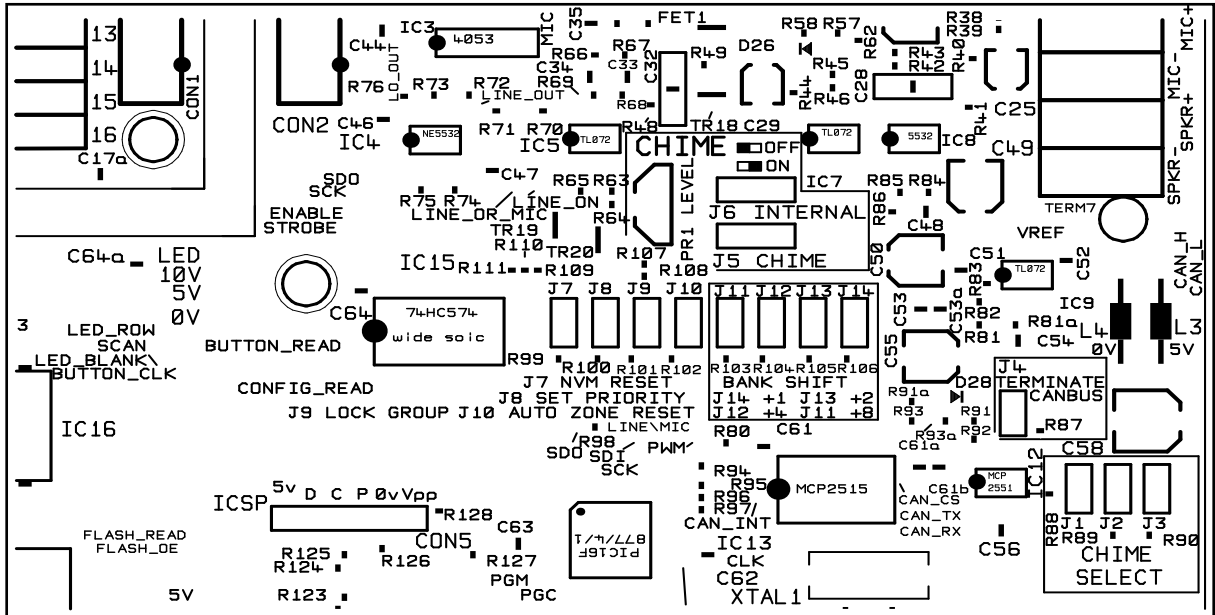 13
14
15
16
C17a
CON1
C44
R76
LO_OUT
IC3
4053
MIC
C35
FET1
R66
R67
C34
C33
R69
C32
R68
R49
R48
R73
R72
LINE_OUT
R71
R70
CON2
C46
IC4
NE5532
IC5
TL072
D26
R58
R57
R62
R45
R46
R44
C28
TR18
C29
R38
R39
R40
R43
R42
R41
C25
MIC+
MIC-
SPKR+
SPKR-
CHIME
OFF
ON
TL072
5532
IC8
IC7
C49
SDO
SCK
ENABLE
STROBE
C47
R75
R74
LINE_ON
LINE_OR_MIC
R65
R63
R64
PR1 LEVEL
J6 INTERNAL
J5 CHIME
R85
R84
R86
C48
TERM7
VREF
CAN_H
CAN_L
TR19
R110
TR20
R107
R108
IC15
R111
R109
C50
C51
TL072
C52
IC9
C64a
LED
10V
5V
0V
C64
74HC574
wide soic
J7
J8
J9
J10
J11
J12
J13
J14
R83
R82
R81
C53
C53a
R81a
C54
C55
L4
L3
0V
5V
3
LED_ROW
SCAN
LED_BLANK\
BUTTON_CLK
BUTTON_READ
CONFIG_READ
R99
R100
R101
R102
R103
R104
R105
R106
J7 NVM RESET
J8 SET PRIORITY
J9 LOCK GROUP J10 AUTO ZONE RESET
BANK SHIFT
J14 +1 J13 +2
J12 +4 J11 +8
J4
D28
TERMINATE
CANBUS
R91a
R93
R91
R93a
R92
R87
IC16
LINE\MIC
R98
SDO
SDI
SCK
PWM
R80
C61
C61a
C58
R94
R95
R96
R97
MCP2515
CAN_INT
CAN_CS
CAN_TX
CAN_RX
C61b
MCP
2551
IC12
ICSP
5v D C P 0v Vpp
R128
CON5
C63
PIC16F
877/4/1
IC13
CLK
C62
XTAL1
C56
R88
J1
J2
J3
R89
R90
CHIME
SELECT
FLASH_READ
FLASH_OE
R125
R124
R126
R127
R123
PGM
PGC
5V